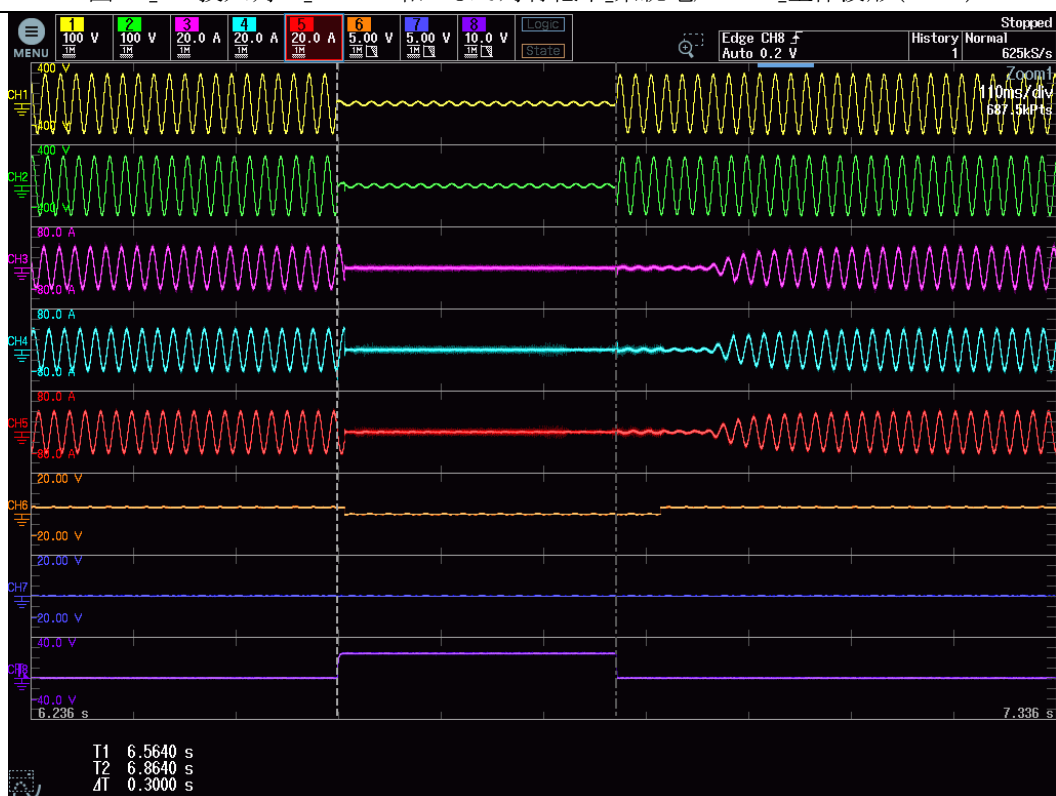 1 2 3 4 5 6 7 8 Logic Stopped
100 V 100 V 20.0 A 20.0 A 20.0 A 5.00 V 5.00 V 10.0 V Edge CH8 History Normal
MENU 1M 1M 1M 1M 1M 1M 1M 1M State Auto 0.2 V 1 625kS/s
400 V Zoom1
CH1 110ms/div
-400 V 687.5kPts
400 V
CH2
-400 V
80.0 A
CH3
-80.0 A
80.0 A
CH4
-80.0 A
80.0 A
CH5
-80.0 A
20.00 V
CH6
-20.00 V
20.00 V
CH7
-20.00 V
40.0 V
CH8
-40.0 V
6.236 s 7.336 s
T1 6.5640 s
T2 6.8640 s
ΔT 0.3000 s